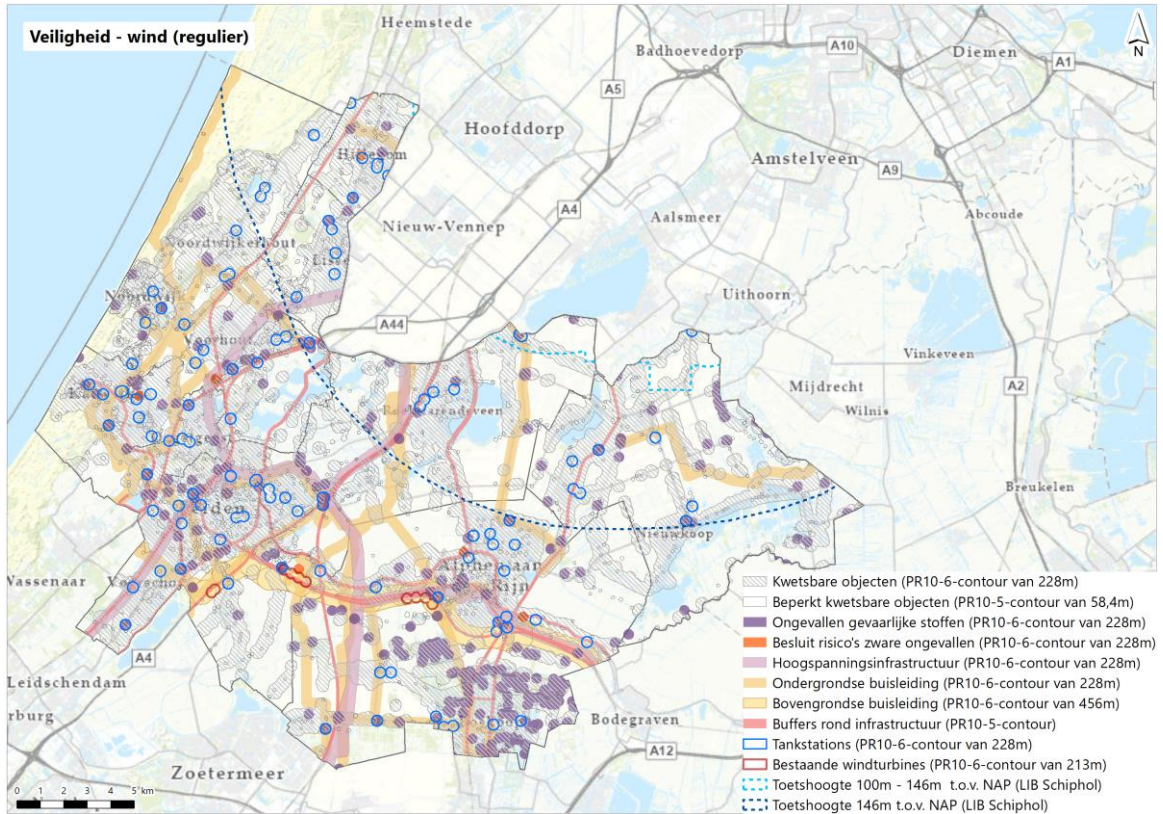 Veiligheid - wind (regulier)
Heemstede
Badhoevedorp
A10
Diemen
A1
N
A5
Hoofddorp
Amstelveen
Hillegom
A9
A4
Aalsmeer
Abcoude
Nieuw-Vennep
Noordwijkerhout
Lisse
Uithoorn
Noordwijk
A44
Voorhout
Vinkeveen
A2
Mijdrecht
Wilnis
Breukelen
Leiden
Nieuwkoop
Alphen aan
Rijn
Wassenaar
A4
Leidschendam
rburg
Bodegraven
A12
Zoetermeer
0 1 2 3 4 5 km
Kwetsbare objecten (PR10-6-contour van 228m)
Beperkt kwetsbare objecten (PR10-5-contour van 58,4m)
Ongevallen gevaarlijke stoffen (PR10-6-contour van 228m)
Besluit risico's zware ongevallen (PR10-6-contour van 228m)
Hoogspanningsinfrastructuur (PR10-6-contour van 228m)
Ondergrondse buisleiding (PR10-6-contour van 228m)
Bovengrondse buisleiding (PR10-6-contour van 456m)
Buffers rond infrastructuur (PR10-5-contour)
Tankstations (PR10-6-contour van 228m)
Bestaande windturbines (PR10-6-contour van 213m)
Toetshoogte 100m - 146m t.o.v. NAP (LIB Schiphol)
Toetshoogte 146m t.o.v. NAP (LIB Schiphol)